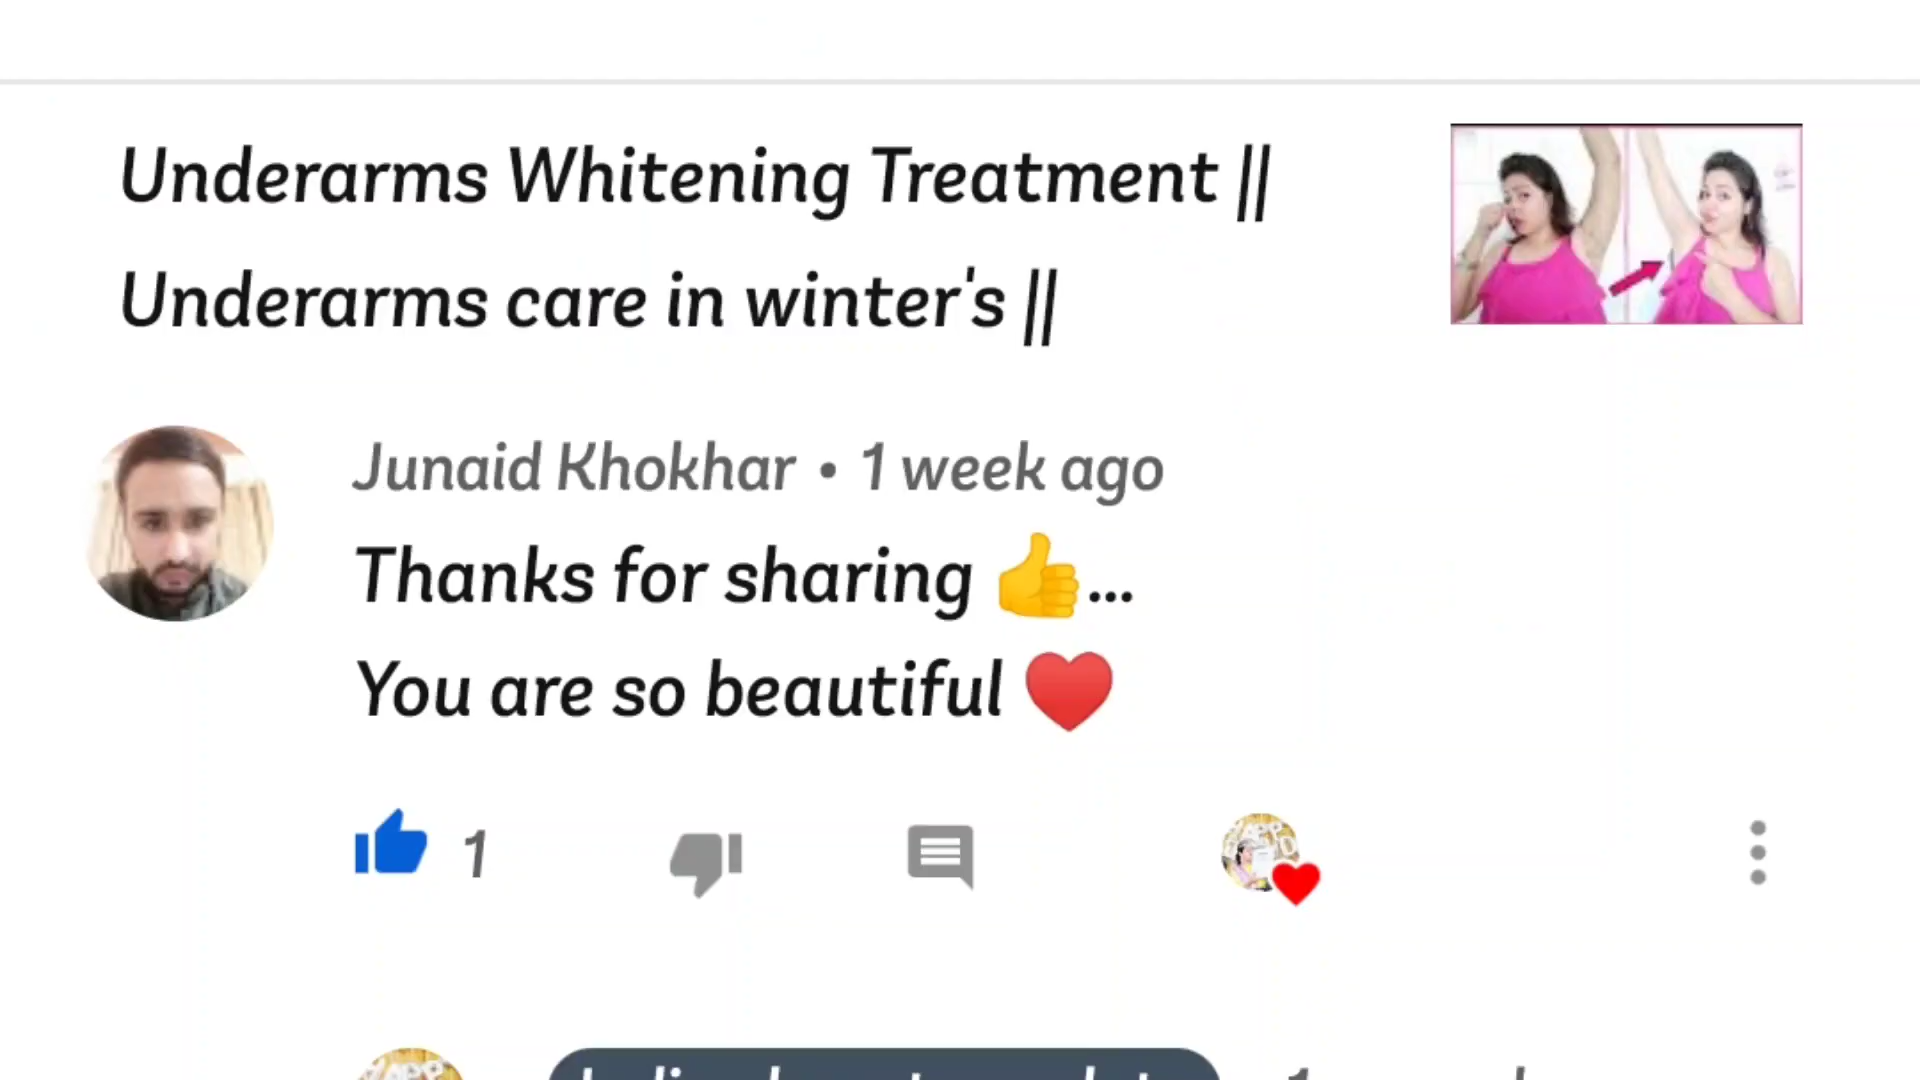 Underarms Whitening Treatment ||
Underarms care in winter's ||
Junaid Khokhar • 1 week ago
Thanks for sharing 👍...
You are so beautiful ❤️
1